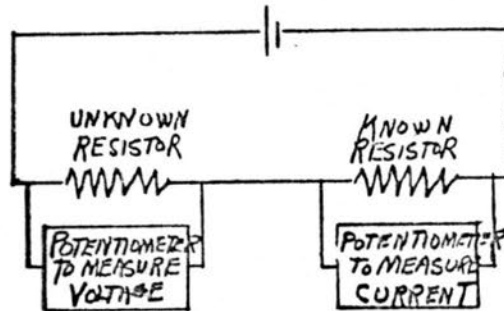 UNKNOWN
RESISTOR
KNOWN
RESISTOR
POTENTIOMETER
TO MEASURE
VOLTAGE
POTENTIOMETER
TO MEASURE
CURRENT